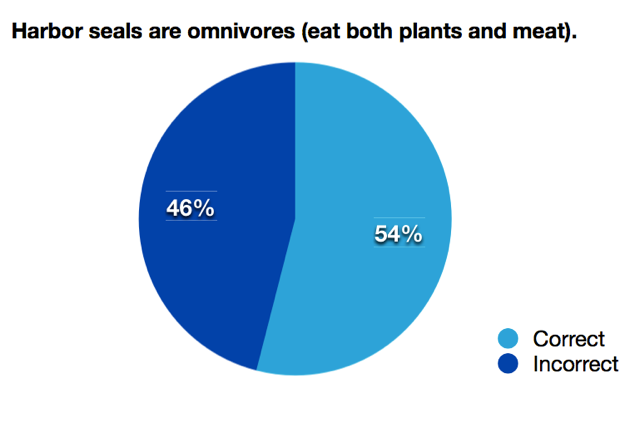 Harbor seals are omnivores (eat both plants and meat).
46%
54%
Correct
Incorrect